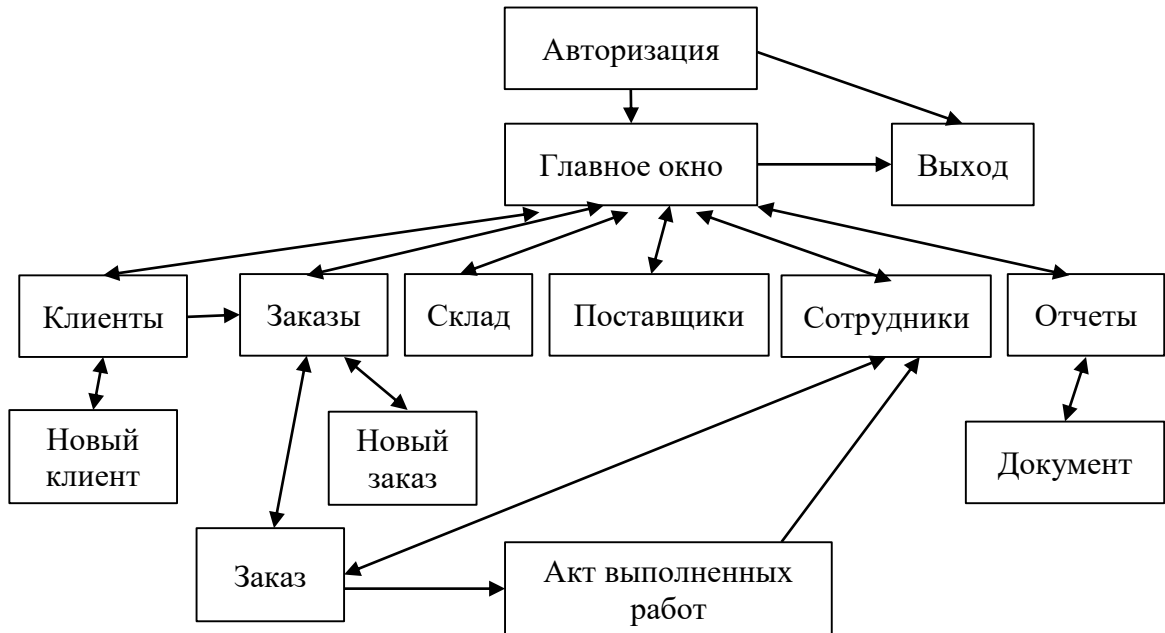 Авторизация
Главное окно
Выход
Клиенты
Заказы
Склад
Поставщики
Сотрудники
Отчеты
Новый
клиент
Новый
заказ
Документ
Заказ
Акт выполненных
работ